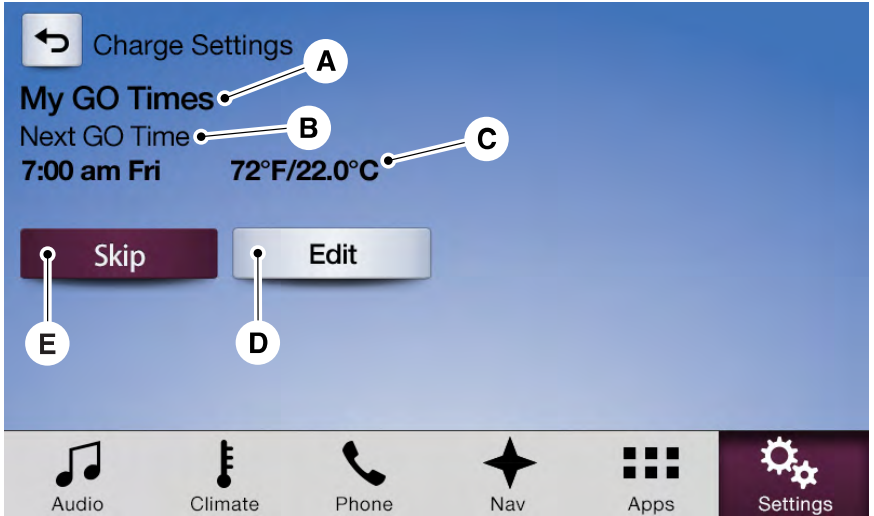 Charge Settings
A
My GO Times
B
Next GO Time
C
7:00 am Fri 72°F/22.0°C
Skip Edit
E D
Audio Climate Phone Nav Apps Settings